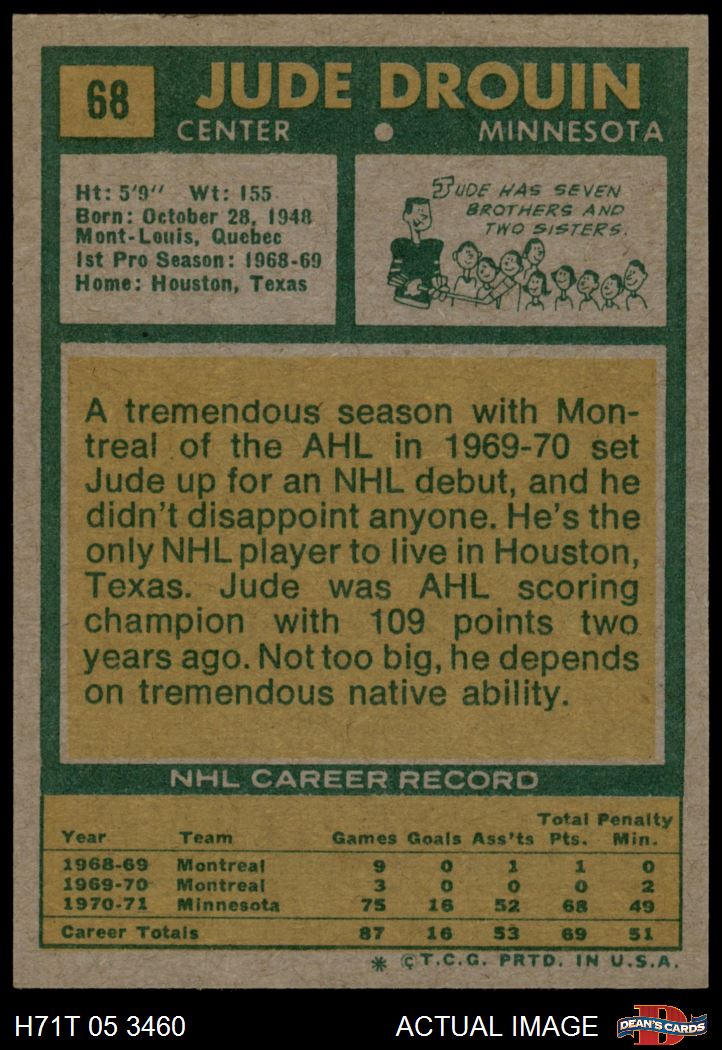 68
JUDE DROUIN
CENTER • MINNESOTA
Ht: 5'9'' Wt: 155
Born: October 28, 1948
Mont-Louis, Quebec
1st Pro Season: 1968-69
Home: Houston, Texas
JUDE HAS SEVEN
BROTHERS AND
TWO SISTERS.
A tremendous season with Mon-
treal of the AHL in 1969-70 set
Jude up for an NHL debut, and he
didn't disappoint anyone. He's the
only NHL player to live in Houston,
Texas. Jude was AHL scoring
champion with 109 points two
years ago. Not too big, he depends
on tremendous native ability.
NHL CAREER RECORD
Total Penalty
Year Team Games Goals Ass'ts Pts. Min.
1968-69 Montreal 9 0 1 1 0
1969-70 Montreal 3 0 0 0 2
1970-71 Minnesota 75 16 52 68 49
Career Totals 87 16 53 69 51
* © T.C.G. PRTD. IN U.S.A.
H71T 05 3460 ACTUAL IMAGE
D
DEAN'S CARDS